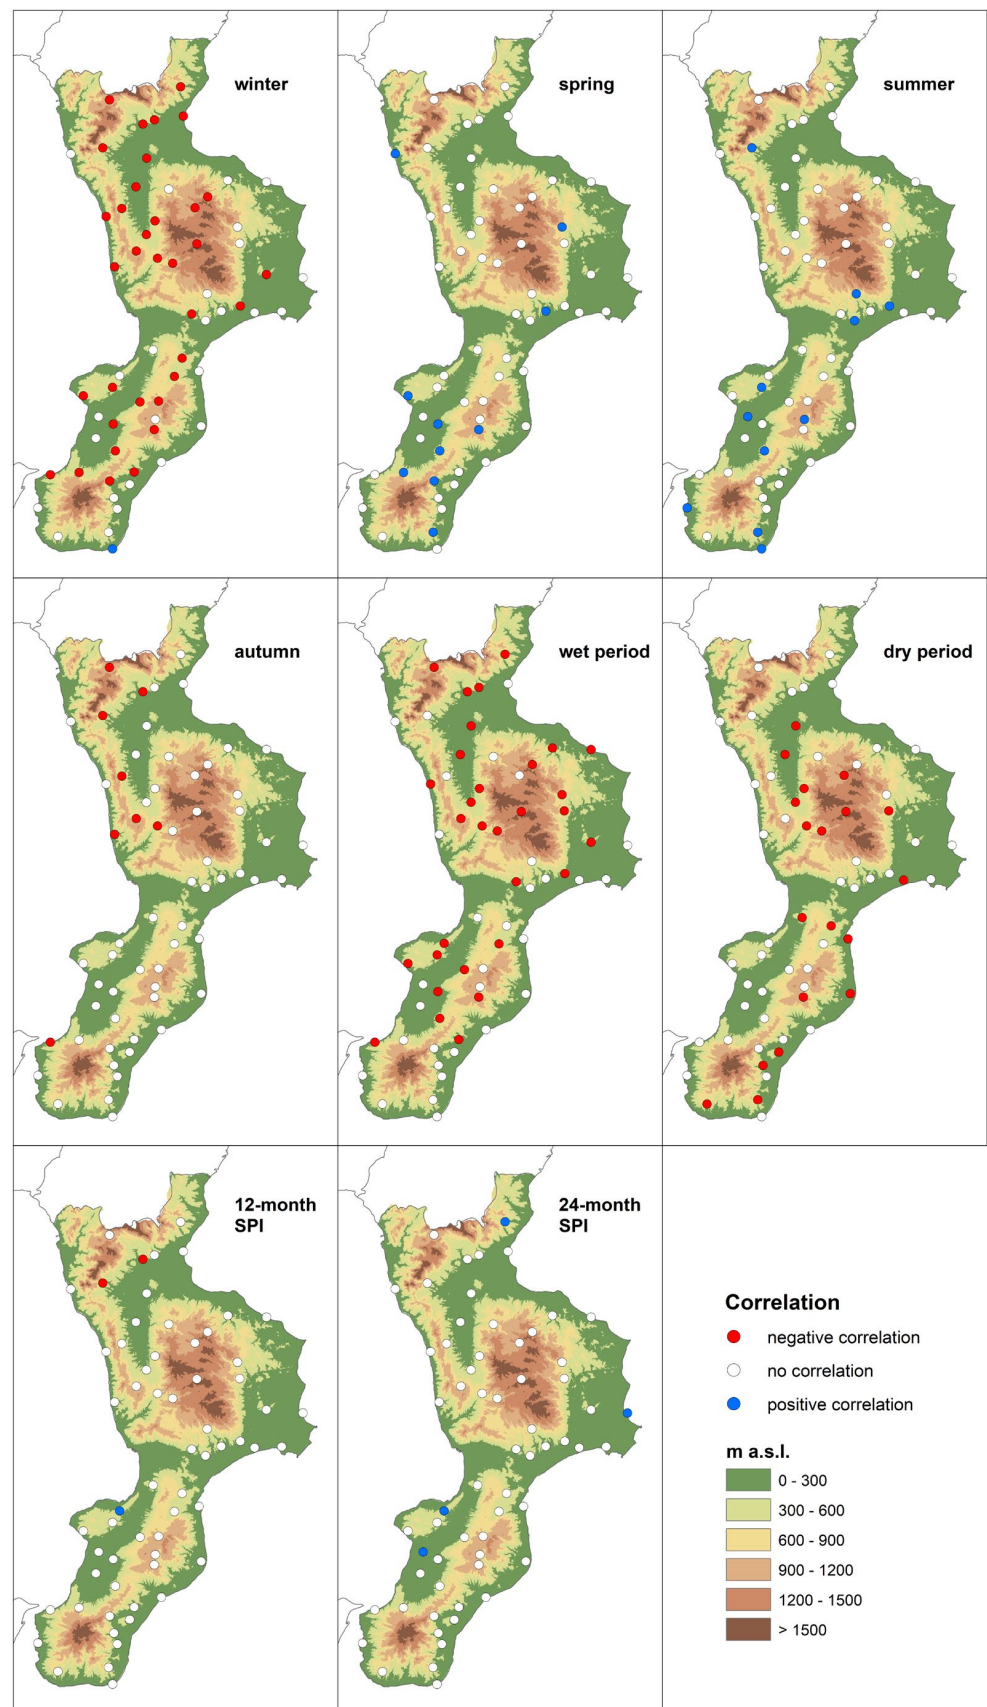 winter
spring
summer
autumn
wet period
dry period
12-month
SPI
24-month
SPI
Correlation
negative correlation
no correlation
positive correlation
m a.s.l.
0 - 300
300 - 600
600 - 900
900 - 1200
1200 - 1500
> 1500